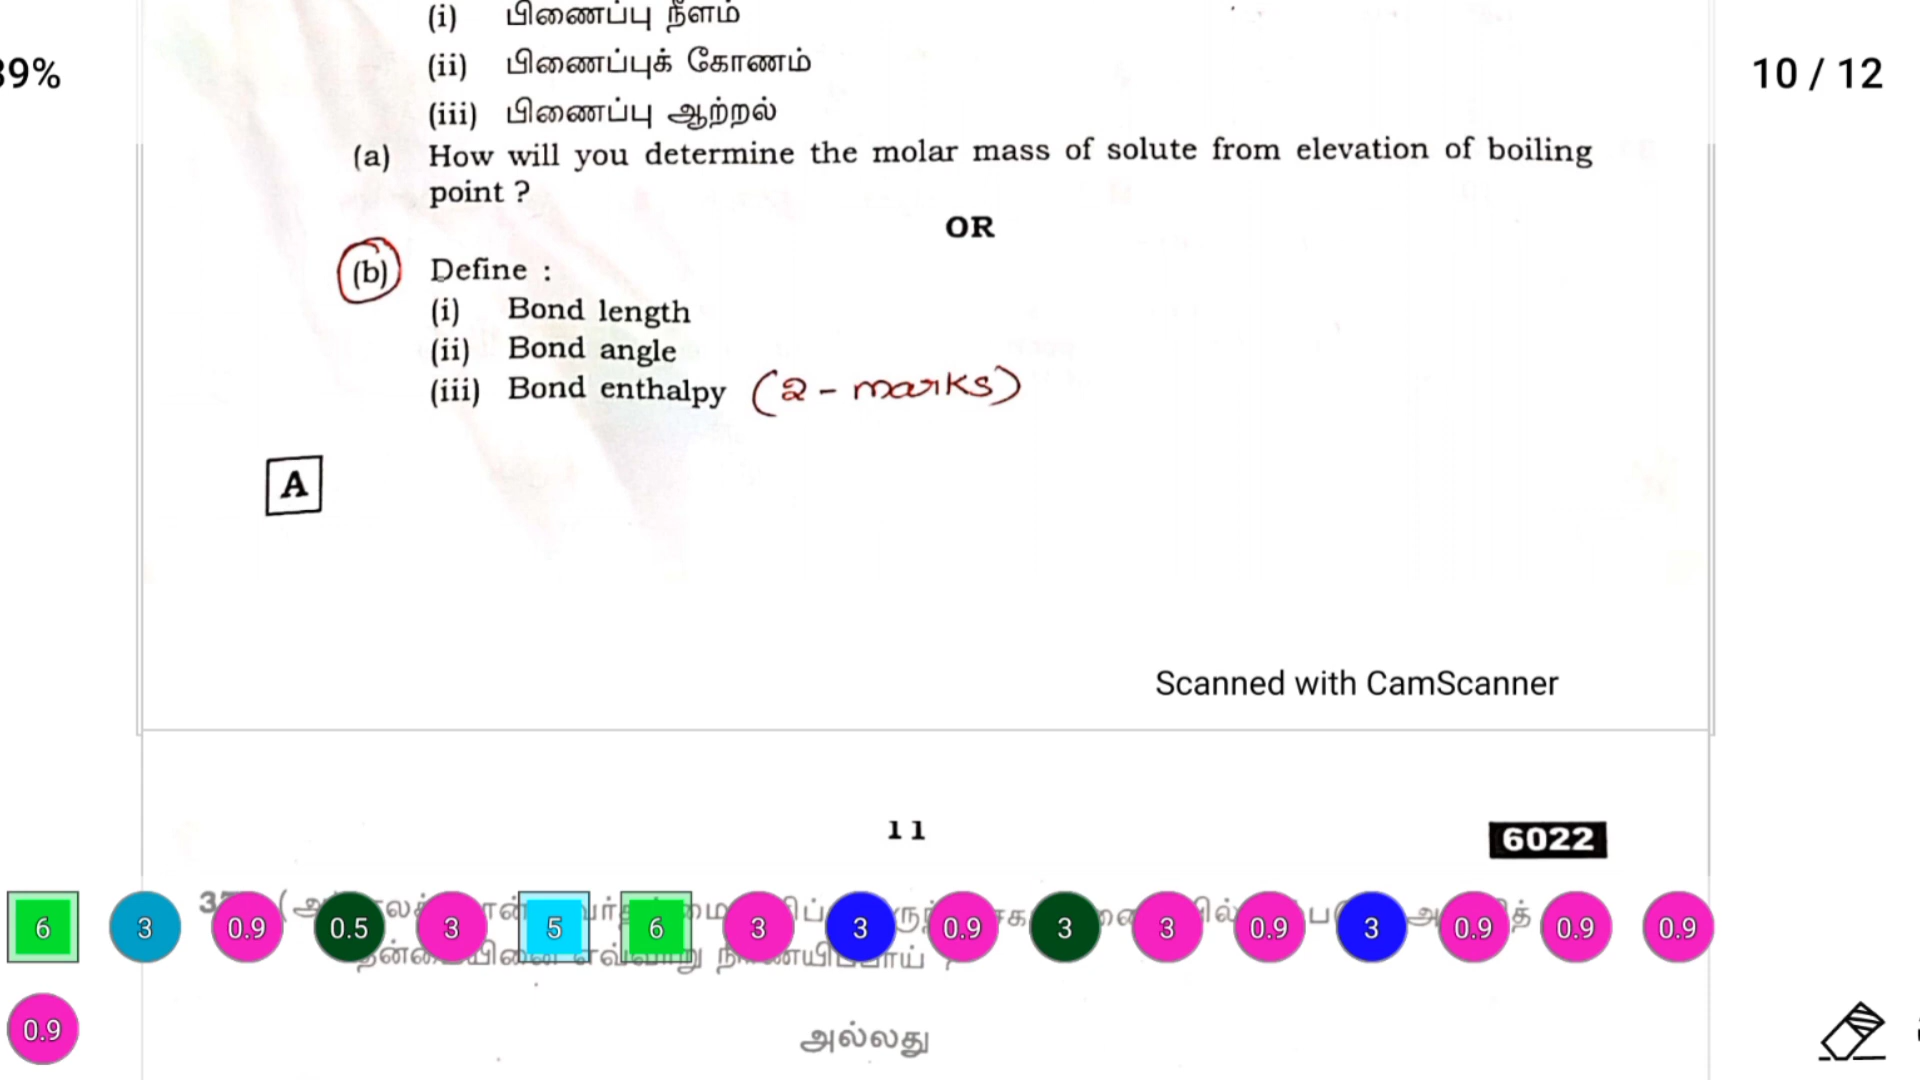 (i) பிணைப்பு நீளம்
39% (ii) பிணைப்புக் கோணம் 10 / 12
(iii) பிணைப்பு ஆற்றல்
(a) How will you determine the molar mass of solute from elevation of boiling
point ?
OR
(b) Define :
(i) Bond length
(ii) Bond angle
(iii) Bond enthalpy (2 - marks)
A
Scanned with CamScanner
11
6022
6 3 0.9 0.5 3 5 6 3 3 0.9 3 3 0.9 3 0.9 0.9 0.9
0.9
அல்லது